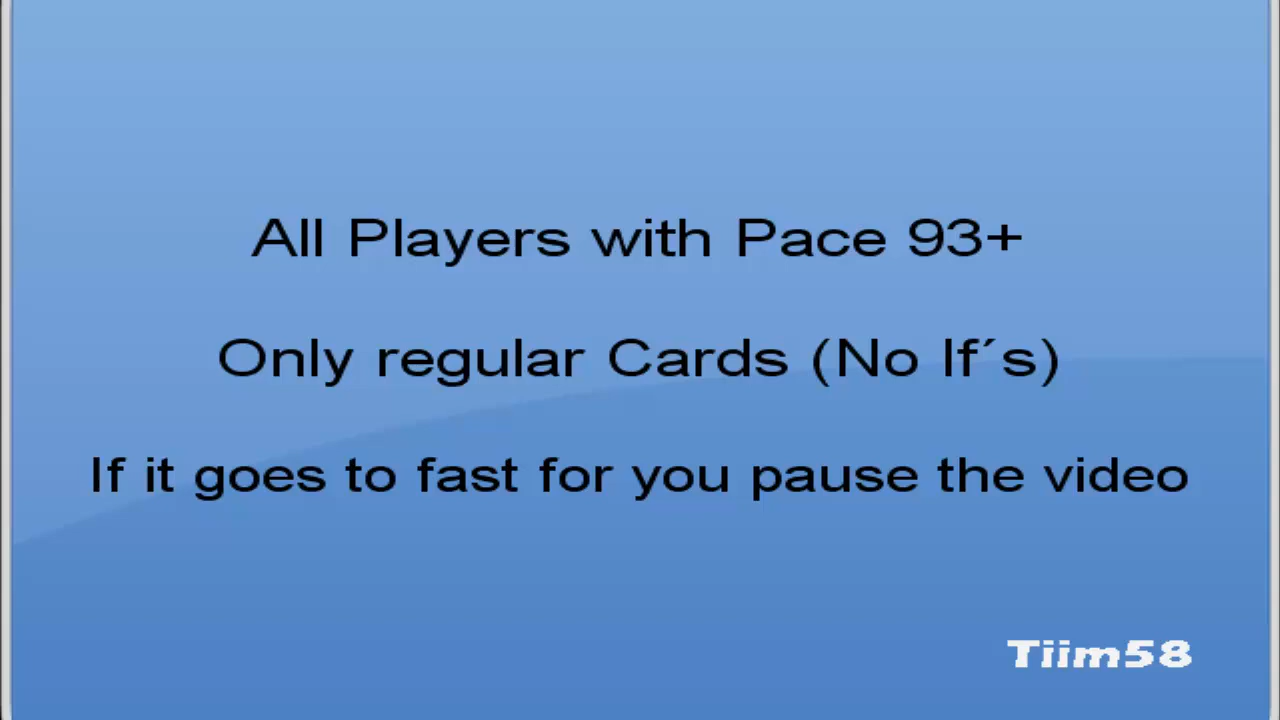 All Players with Pace 93+
Only regular Cards (No If´s)
If it goes to fast for you pause the video
Tiim58